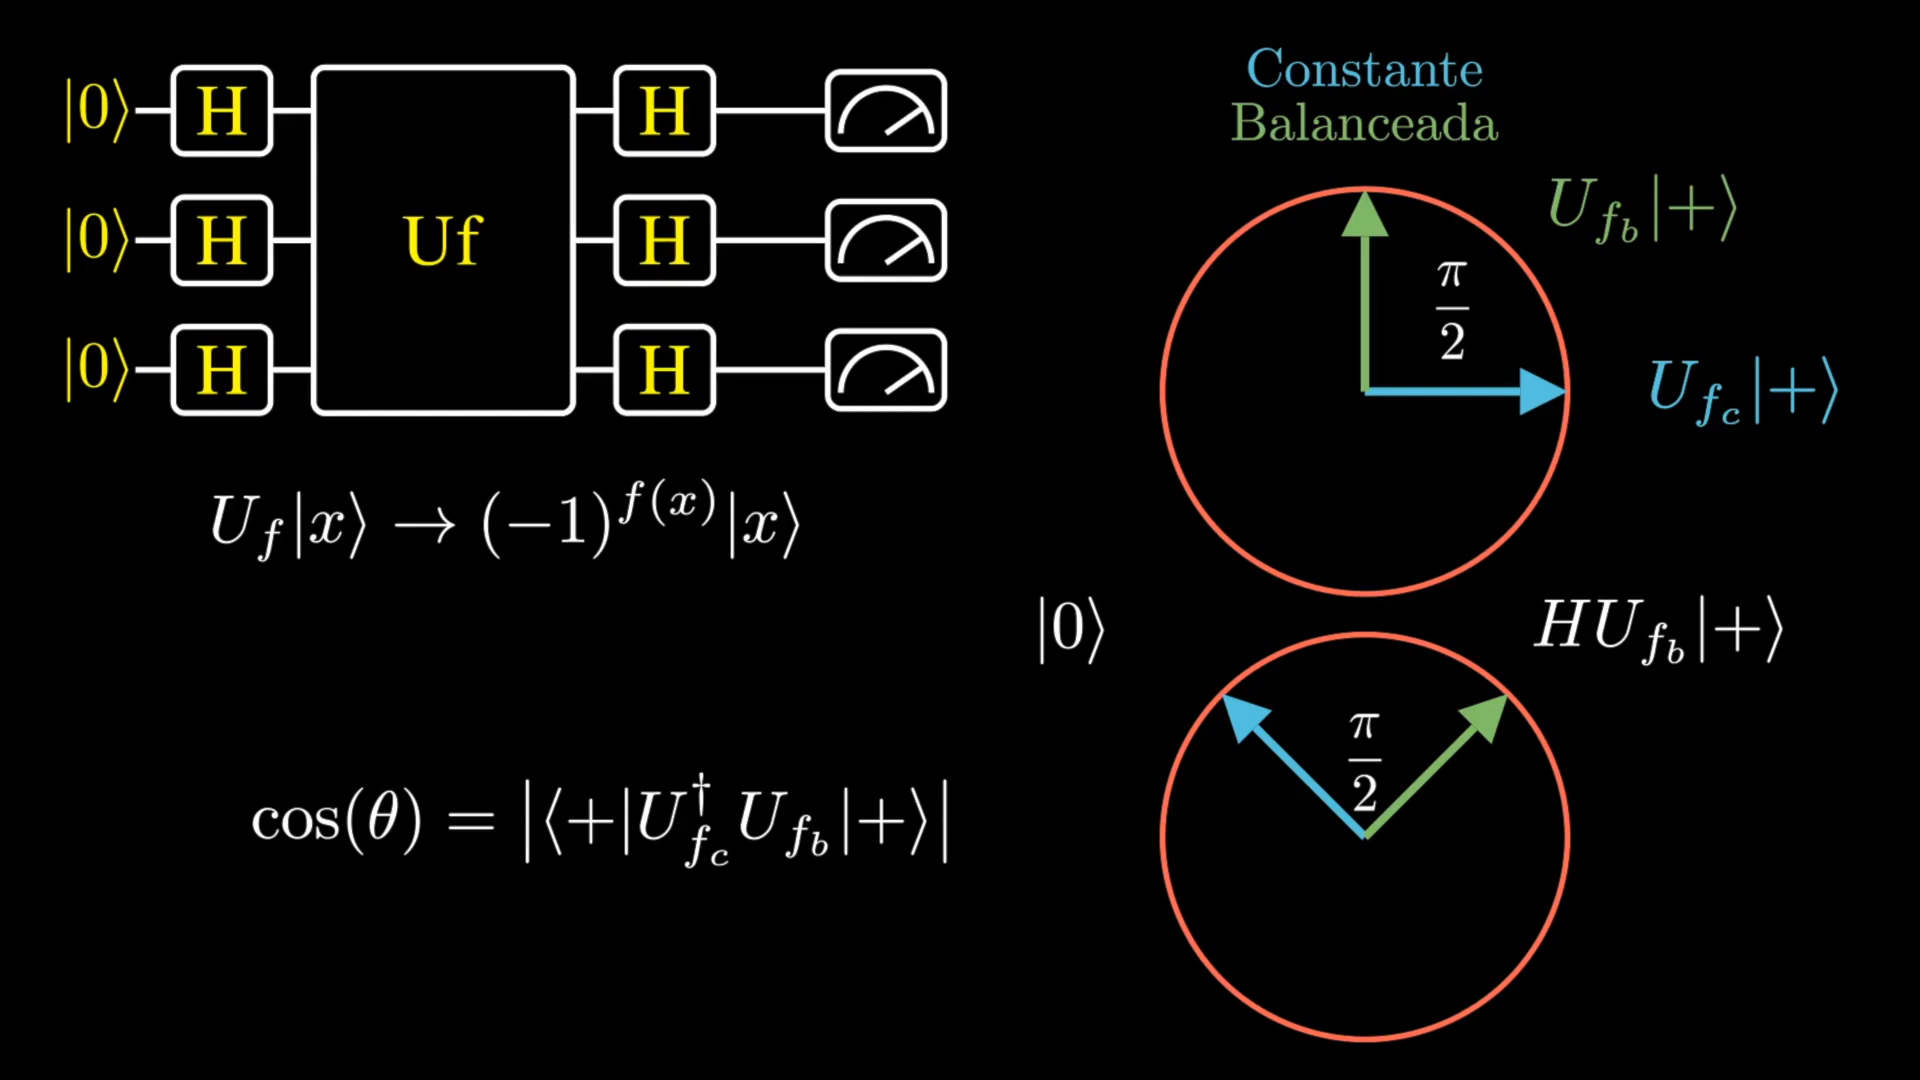 |0⟩ H H
|0⟩ H Uf H
|0⟩ H H
U_f|x⟩ → (−1)^{f(x)}|x⟩
cos(θ) = |⟨+|U_{f_c}^† U_{f_b}|+⟩|
Constante
Balanceada
U_{f_b}|+⟩
π/2
U_{f_c}|+⟩
|0⟩
HU_{f_b}|+⟩
π/2